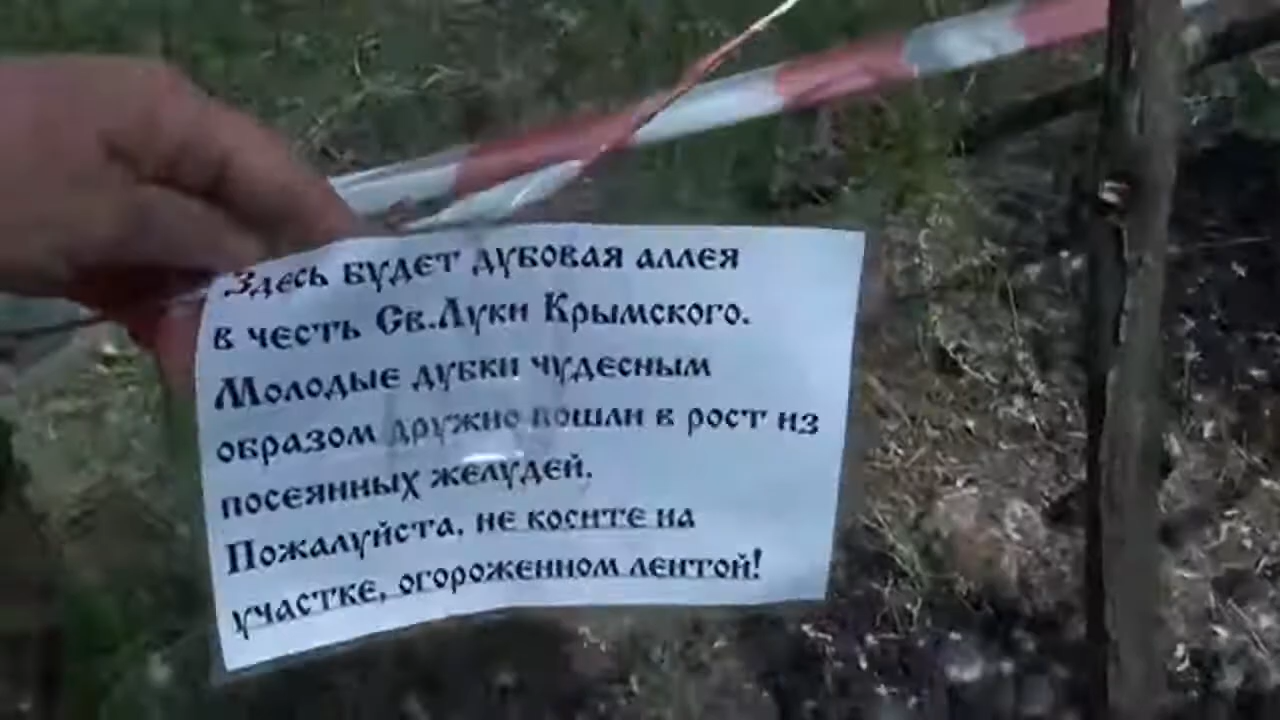 Здесь будет дубовая аллея
в честь Св.Луки Крымского.
Молодые дубки чудесным
образом дружно пошли в рост из
посеянных желудей.
Пожалуйста, не косите на
участке, огороженном лентой!